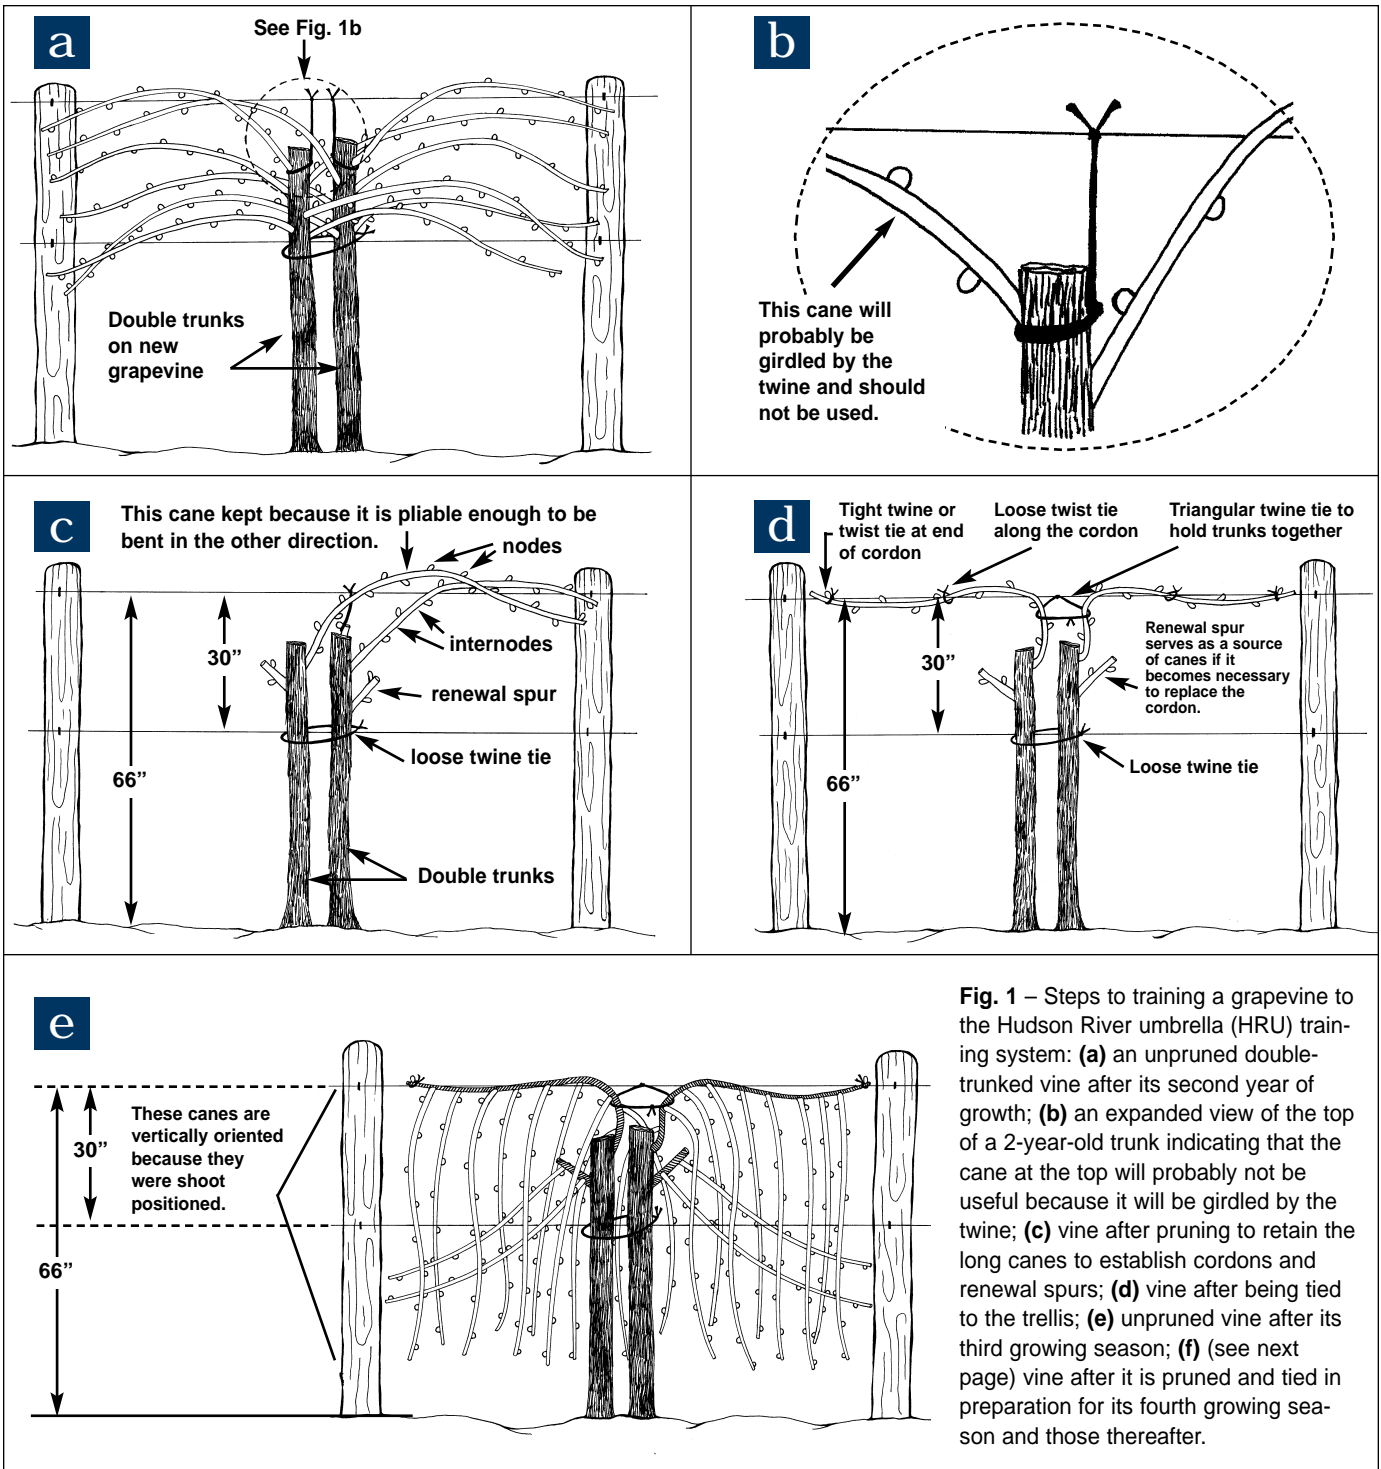 a
See Fig. 1b
Double trunks
on new
grapevine
b
This cane will
probably be
girdled by the
twine and should
not be used.
c
This cane kept because it is pliable enough to be
bent in the other direction.
nodes
30”
internodes
renewal spur
loose twine tie
66”
Double trunks
d
Tight twine or
twist tie at end
of cordon
Loose twist tie
along the cordon
Triangular twine tie to
hold trunks together
30”
Renewal spur
serves as a source
of canes if it
becomes necessary
to replace the
cordon.
Loose twine tie
66”
e
These canes are
vertically oriented
because they
were shoot
positioned.
30”
66”
Fig. 1 – Steps to training a grapevine to
the Hudson River umbrella (HRU) train-
ing system: (a) an unpruned double-
trunked vine after its second year of
growth; (b) an expanded view of the top
of a 2-year-old trunk indicating that the
cane at the top will probably not be
useful because it will be girdled by the
twine; (c) vine after pruning to retain the
long canes to establish cordons and
renewal spurs; (d) vine after being tied
to the trellis; (e) unpruned vine after its
third growing season; (f) (see next
page) vine after it is pruned and tied in
preparation for its fourth growing sea-
son and those thereafter.